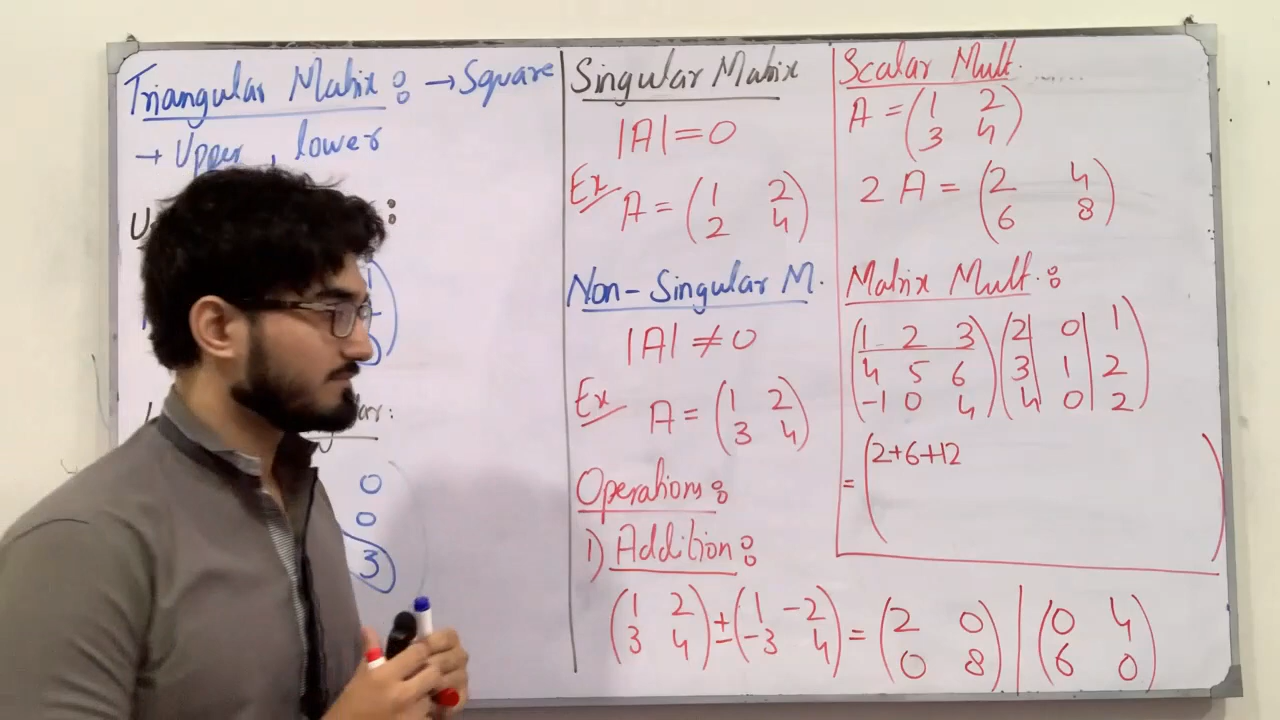 Triangular Matrix : → Square
→ Upper, lower
:
0
0
3
Singular Matrix
|A| = 0
Ex A = (1 2
2 4)
Non-Singular M.
|A| ≠ 0
Ex A = (1 2
3 4)
Operations :
1) Addition :
(1 2 ) ± (1 -2 ) = (2 0 ) | (0 4 )
(3 4 ) (-3 4 ) (0 8 ) | (6 0 )
Scalar Mult.
A = (1 2
3 4)
2 A = (2 4
6 8)
Matrix Mult. :
(1 2 3 ) (2 | 0 | 1 )
(4 5 6 ) (3 | 1 | 2 )
(-1 0 4 ) (4 | 0 | 2 )
= (2+6+12 )